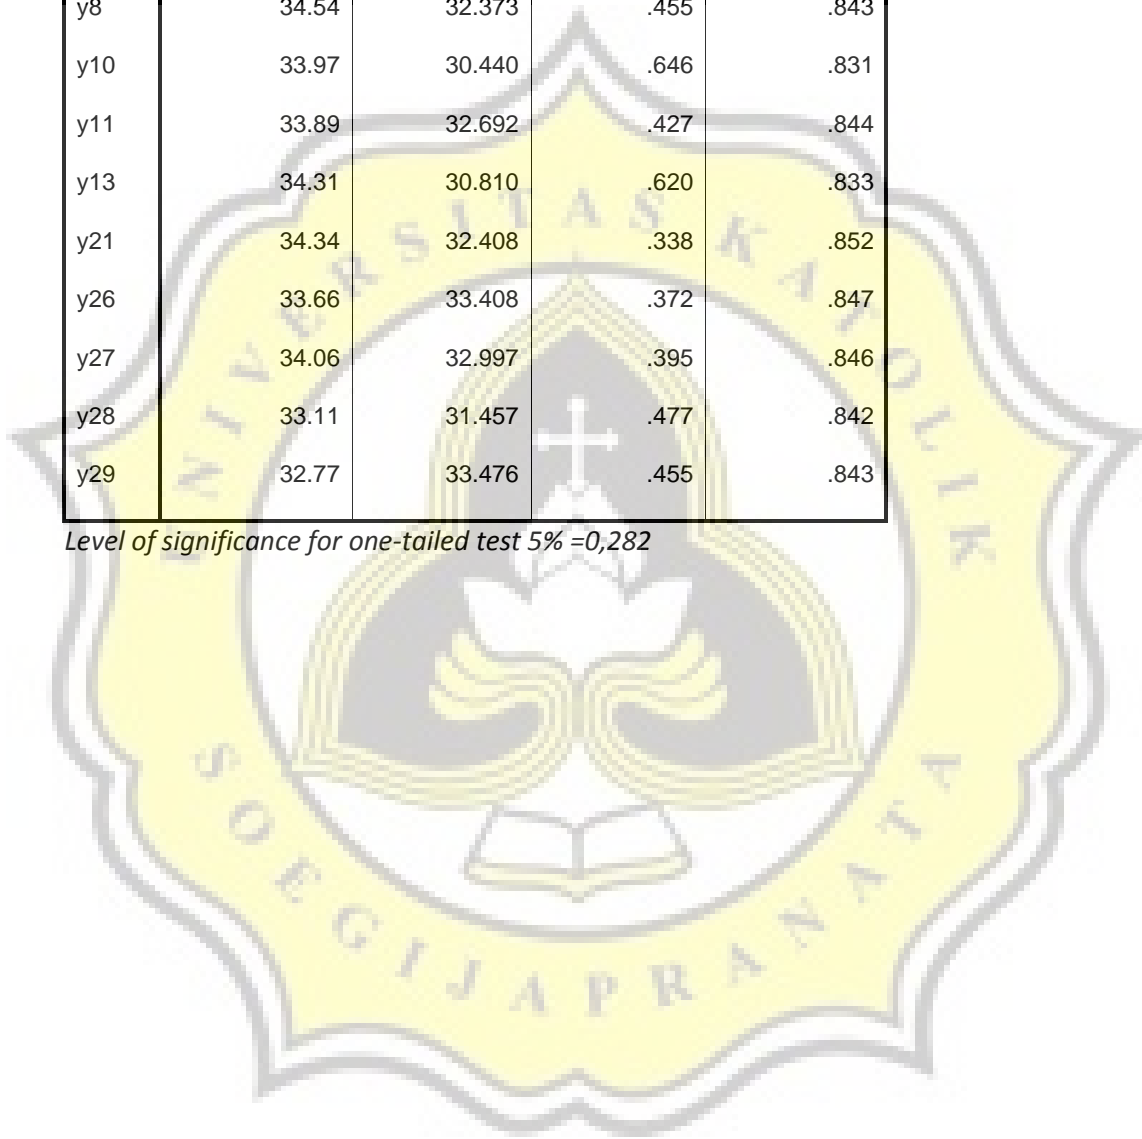 y8 34.54 32.373 .455 .843
y10 33.97 30.440 .646 .831
y11 33.89 32.692 .427 .844
y13 34.31 30.810 .620 .833
y21 34.34 32.408 .338 .852
y26 33.66 33.408 .372 .847
y27 34.06 32.997 .395 .846
y28 33.11 31.457 .477 .842
y29 32.77 33.476 .455 .843
Level of significance for one-tailed test 5% =0,282
UNIVERSITAS KATOLIK
SOEGIJAPRANATA